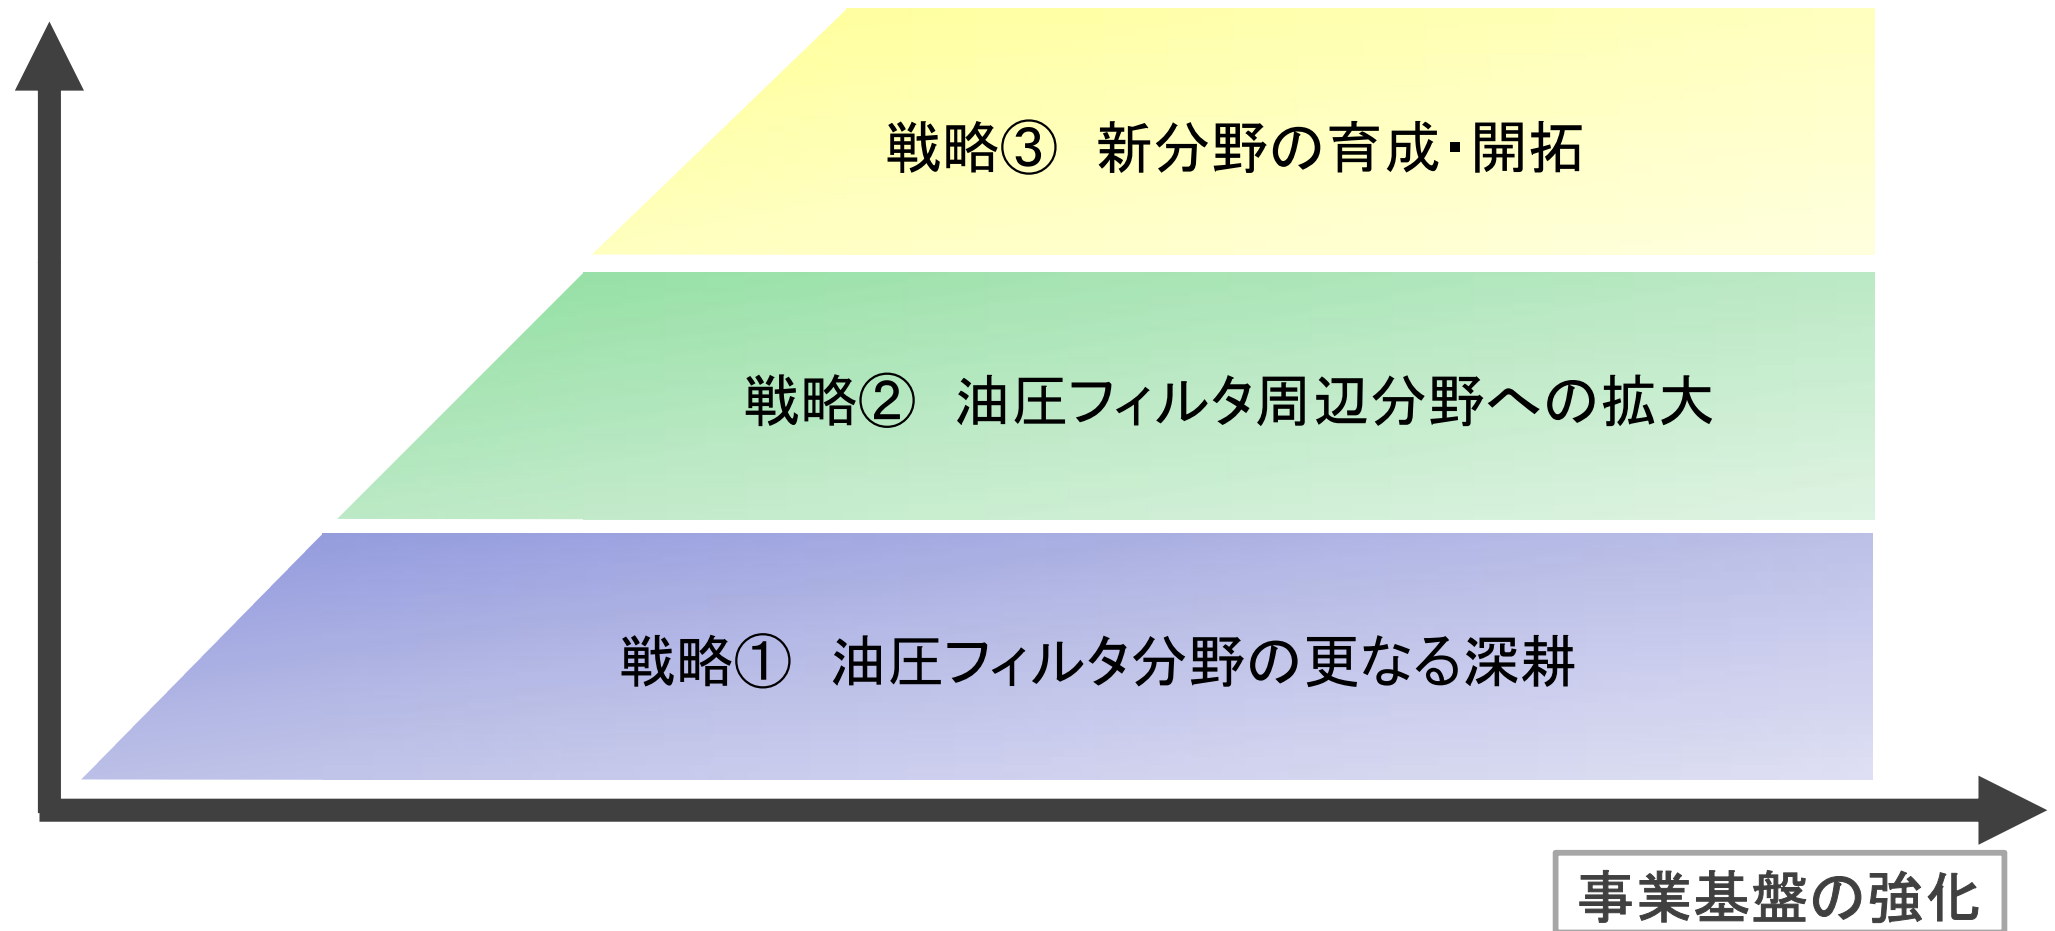 戦略③　新分野の育成・開拓
戦略②　油圧フィルタ周辺分野への拡大
戦略①　油圧フィルタ分野の更なる深耕
事業基盤の強化